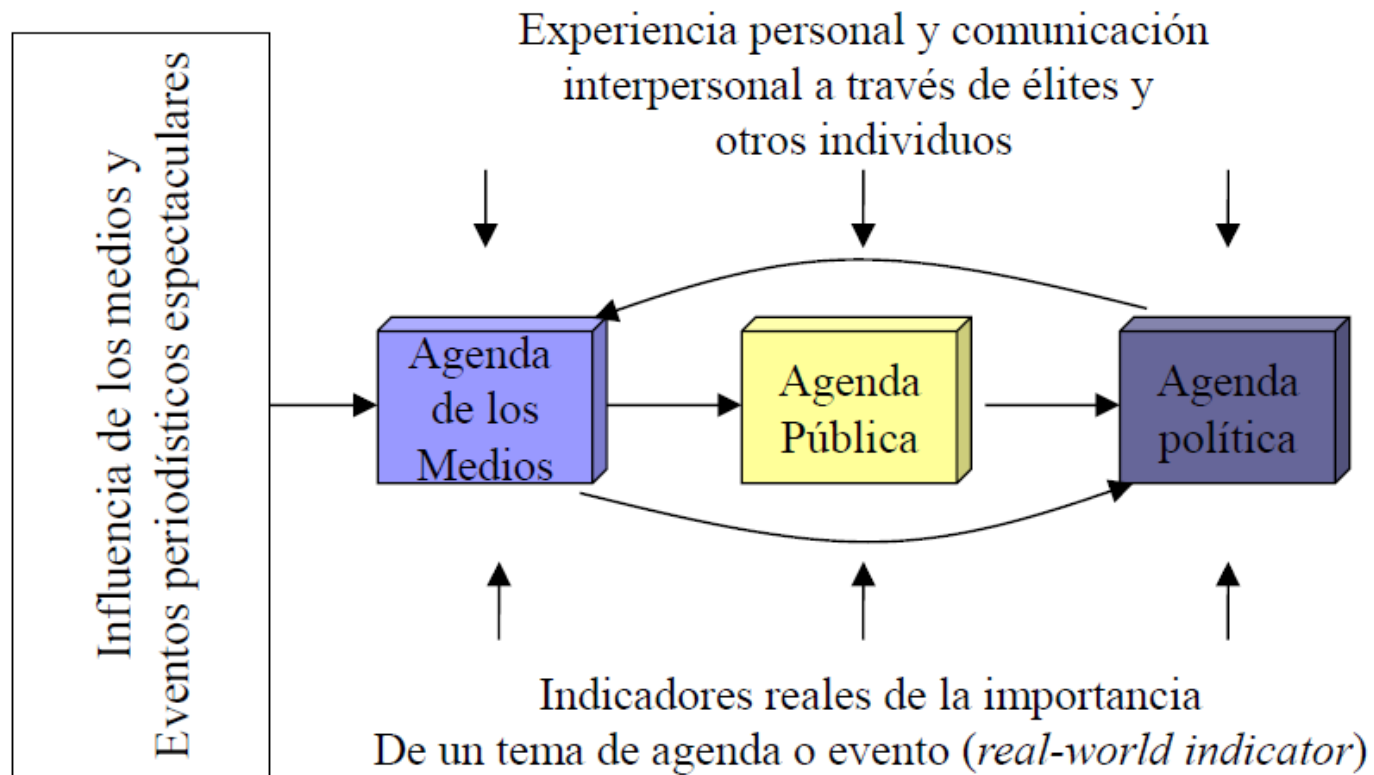 Influencia de los medios y
Eventos periodísticos espectaculares
Experiencia personal y comunicación
interpersonal a través de élites y
otros individuos
Agenda
de los
Medios
Agenda
Pública
Agenda
política
Indicadores reales de la importancia
De un tema de agenda o evento (real-world indicator)